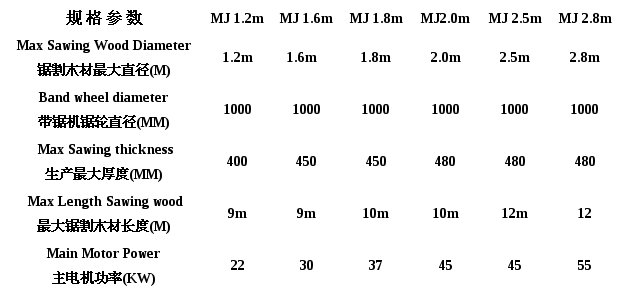 规格参数 MJ 1.2m MJ 1.6m MJ 1.8m MJ2.0m MJ 2.5m MJ 2.8m
Max Sawing Wood Diameter
锯割木材最大直径(M) 1.2m 1.6m 1.8m 2.0m 2.5m 2.8m
Band wheel diameter
带锯机锯轮直径(MM) 1000 1000 1000 1000 1000 1000
Max Sawing thickness
生产最大厚度(MM) 400 450 450 480 480 480
Max Length Sawing wood
最大锯割木材长度(M) 9m 9m 10m 10m 12m 12
Main Motor Power
主电机功率(KW) 22 30 37 45 45 55